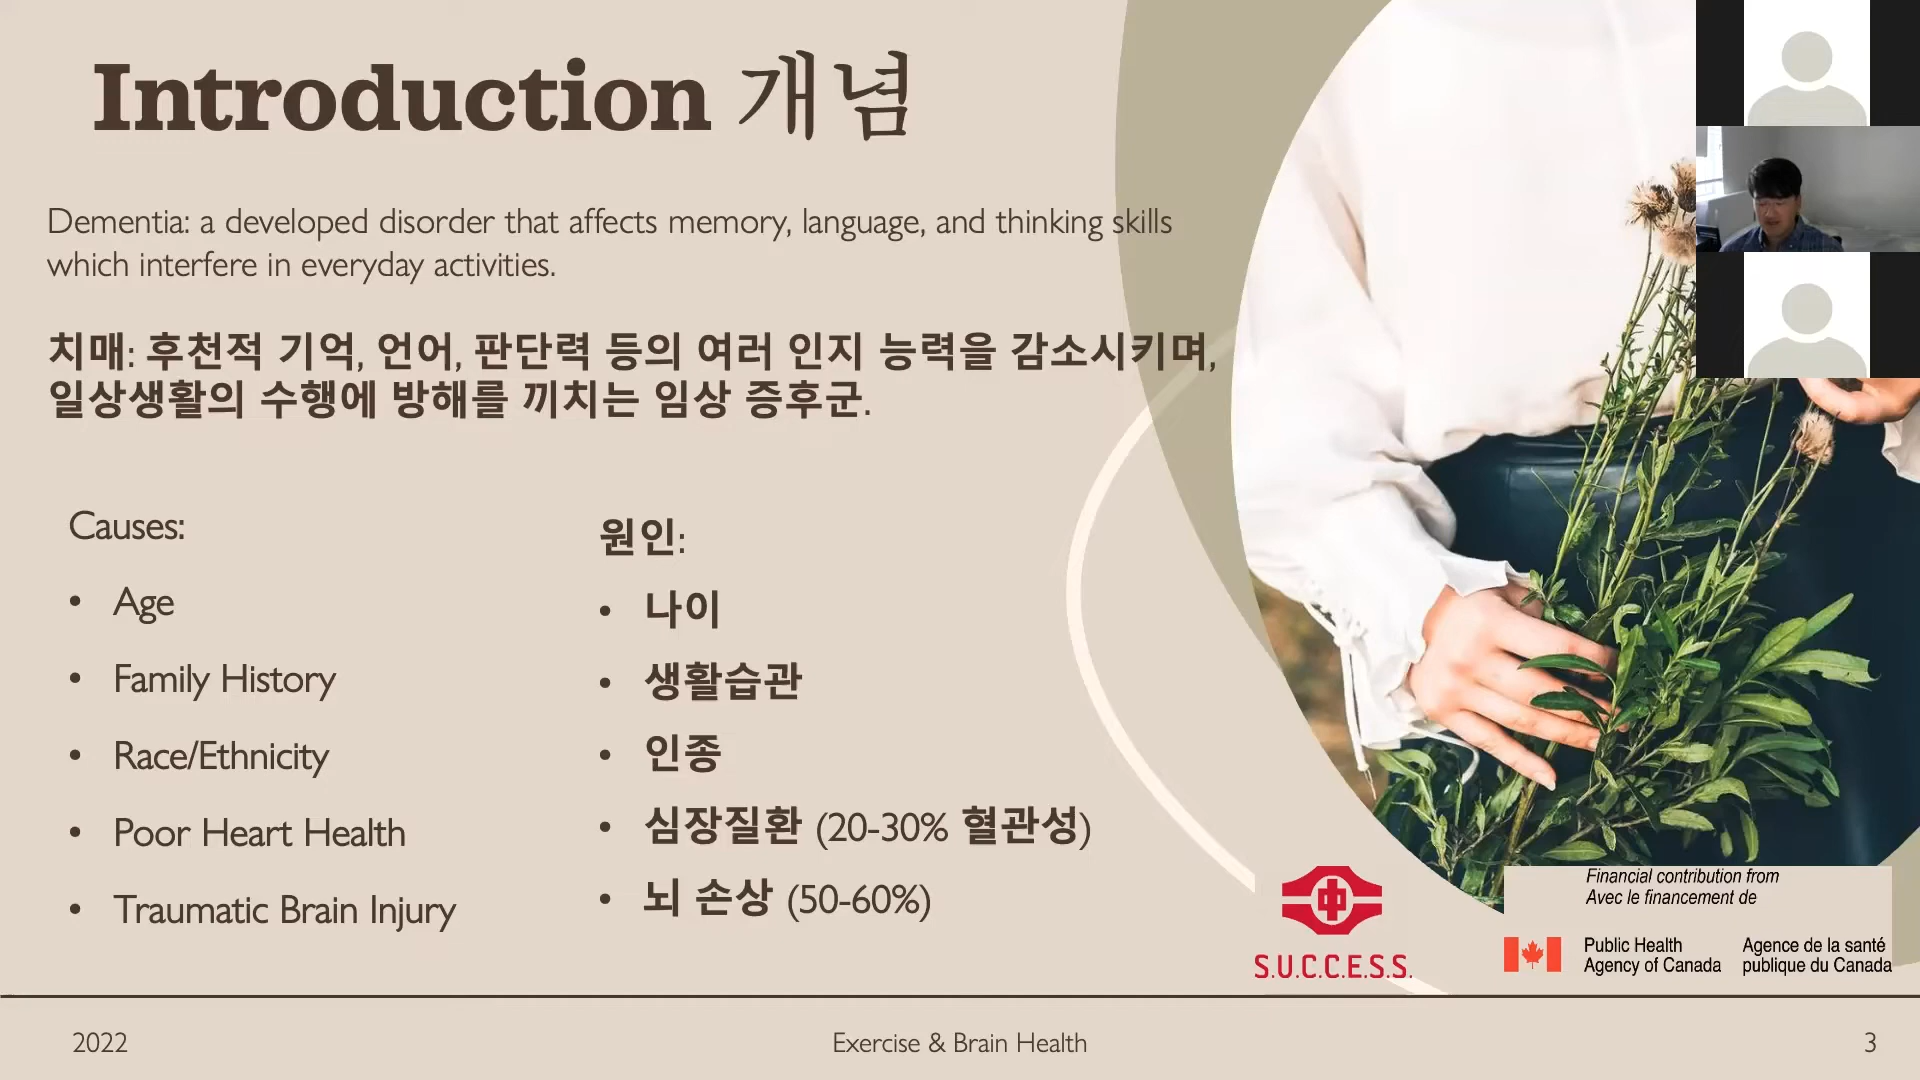 Introduction 개념
Dementia: a developed disorder that affects memory, language, and thinking skills
which interfere in everyday activities.
치매: 후천적 기억, 언어, 판단력 등의 여러 인지 능력을 감소시키며,
일상생활의 수행에 방해를 끼치는 임상 증후군.
Causes:
• Age
• Family History
• Race/Ethnicity
• Poor Heart Health
• Traumatic Brain Injury
원인:
• 나이
• 생활습관
• 인종
• 심장질환 (20-30% 혈관성)
• 뇌 손상 (50-60%)
中
S.U.C.C.E.S.S.
Financial contribution from
Avec le financement de
Public Health
Agency of Canada
Agence de la santé
publique du Canada
2022
Exercise & Brain Health
3